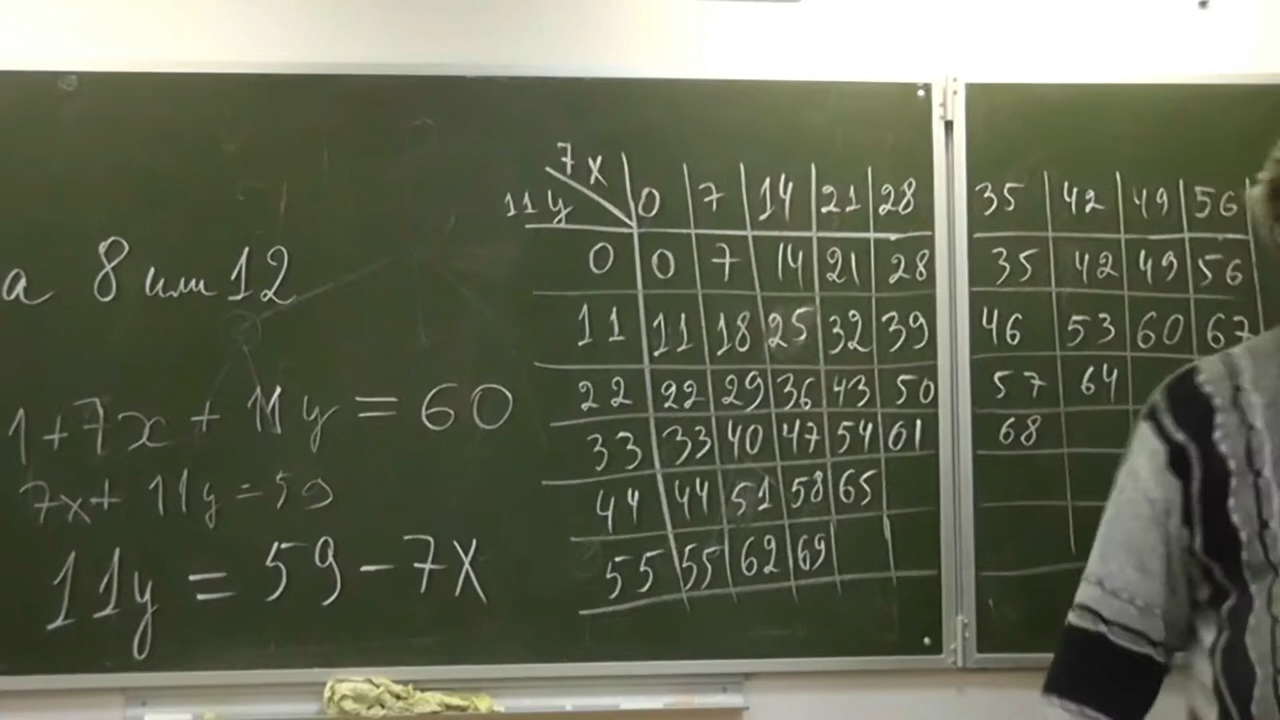 а 8 или 12
1+7x + 11y = 60
7x + 11y = 59
11y = 59 - 7x
7x 0 7 14 21 28 35 42 49 56
11y
0 0 7 14 21 28 35 42 49 56
11 11 18 25 32 39 46 53 60 67
22 22 29 36 43 50 57 64
33 33 40 47 54 61 68
44 44 51 58 65
55 55 62 69